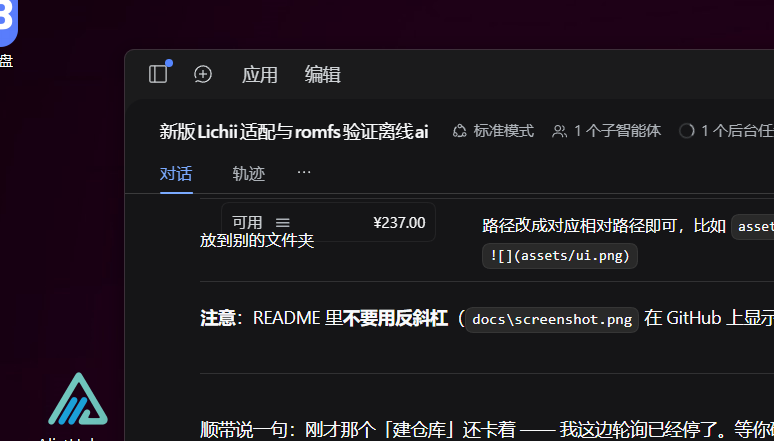 盘
应用 编辑
新版Lichii适配与romfs验证离线ai 标准模式 1 个子智能体 1 个后台任
对话 轨迹 ···
可用 ¥237.00
放到别的文件夹 路径改成对应相对路径即可，比如 asset
![](assets/ui.png)
注意：README 里不要用反斜杠（docs\screenshot.png 在 GitHub 上显示
顺带说一句：刚才那个「建仓库」还卡着 —— 我这边轮询已经停了。等你